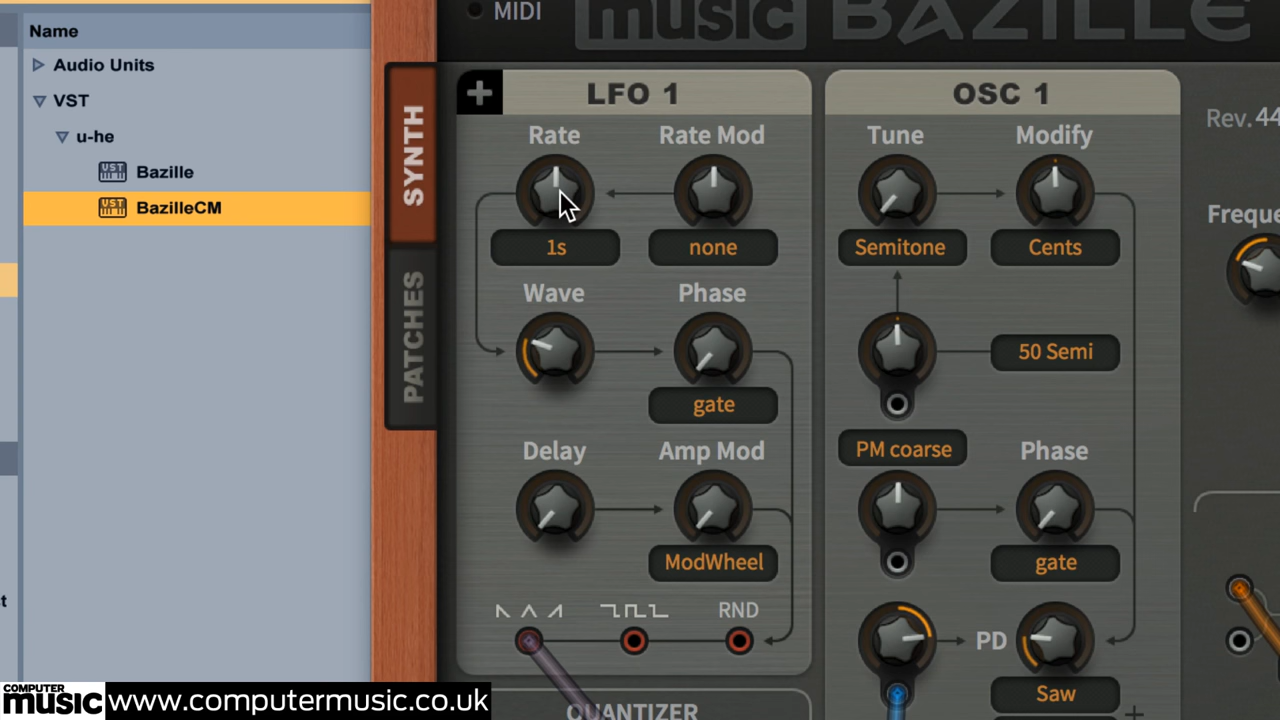 Name
Audio Units
VST
u-he
Bazille
BazilleCM
MIDI
music BAZILLE
SYNTH
PATCHES
LFO 1
Rate
Rate Mod
1s
none
Wave
Phase
gate
Delay
Amp Mod
ModWheel
RND
QUANTIZER
OSC 1
Tune
Modify
Semitone
Cents
50 Semi
PM coarse
Phase
gate
PD
Saw
Rev. 44
COMPUTER
music
www.computermusic.co.uk